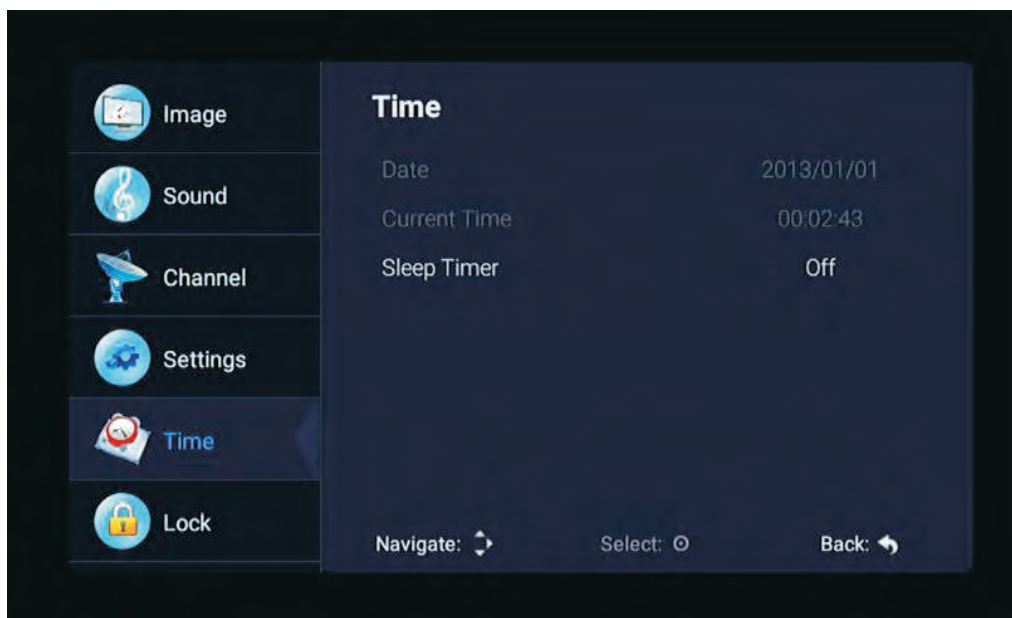 Image
Sound
Channel
Settings
Time
Lock
Time
Date 2013/01/01
Current Time 00:02:43
Sleep Timer Off
Navigate: Select: Back: